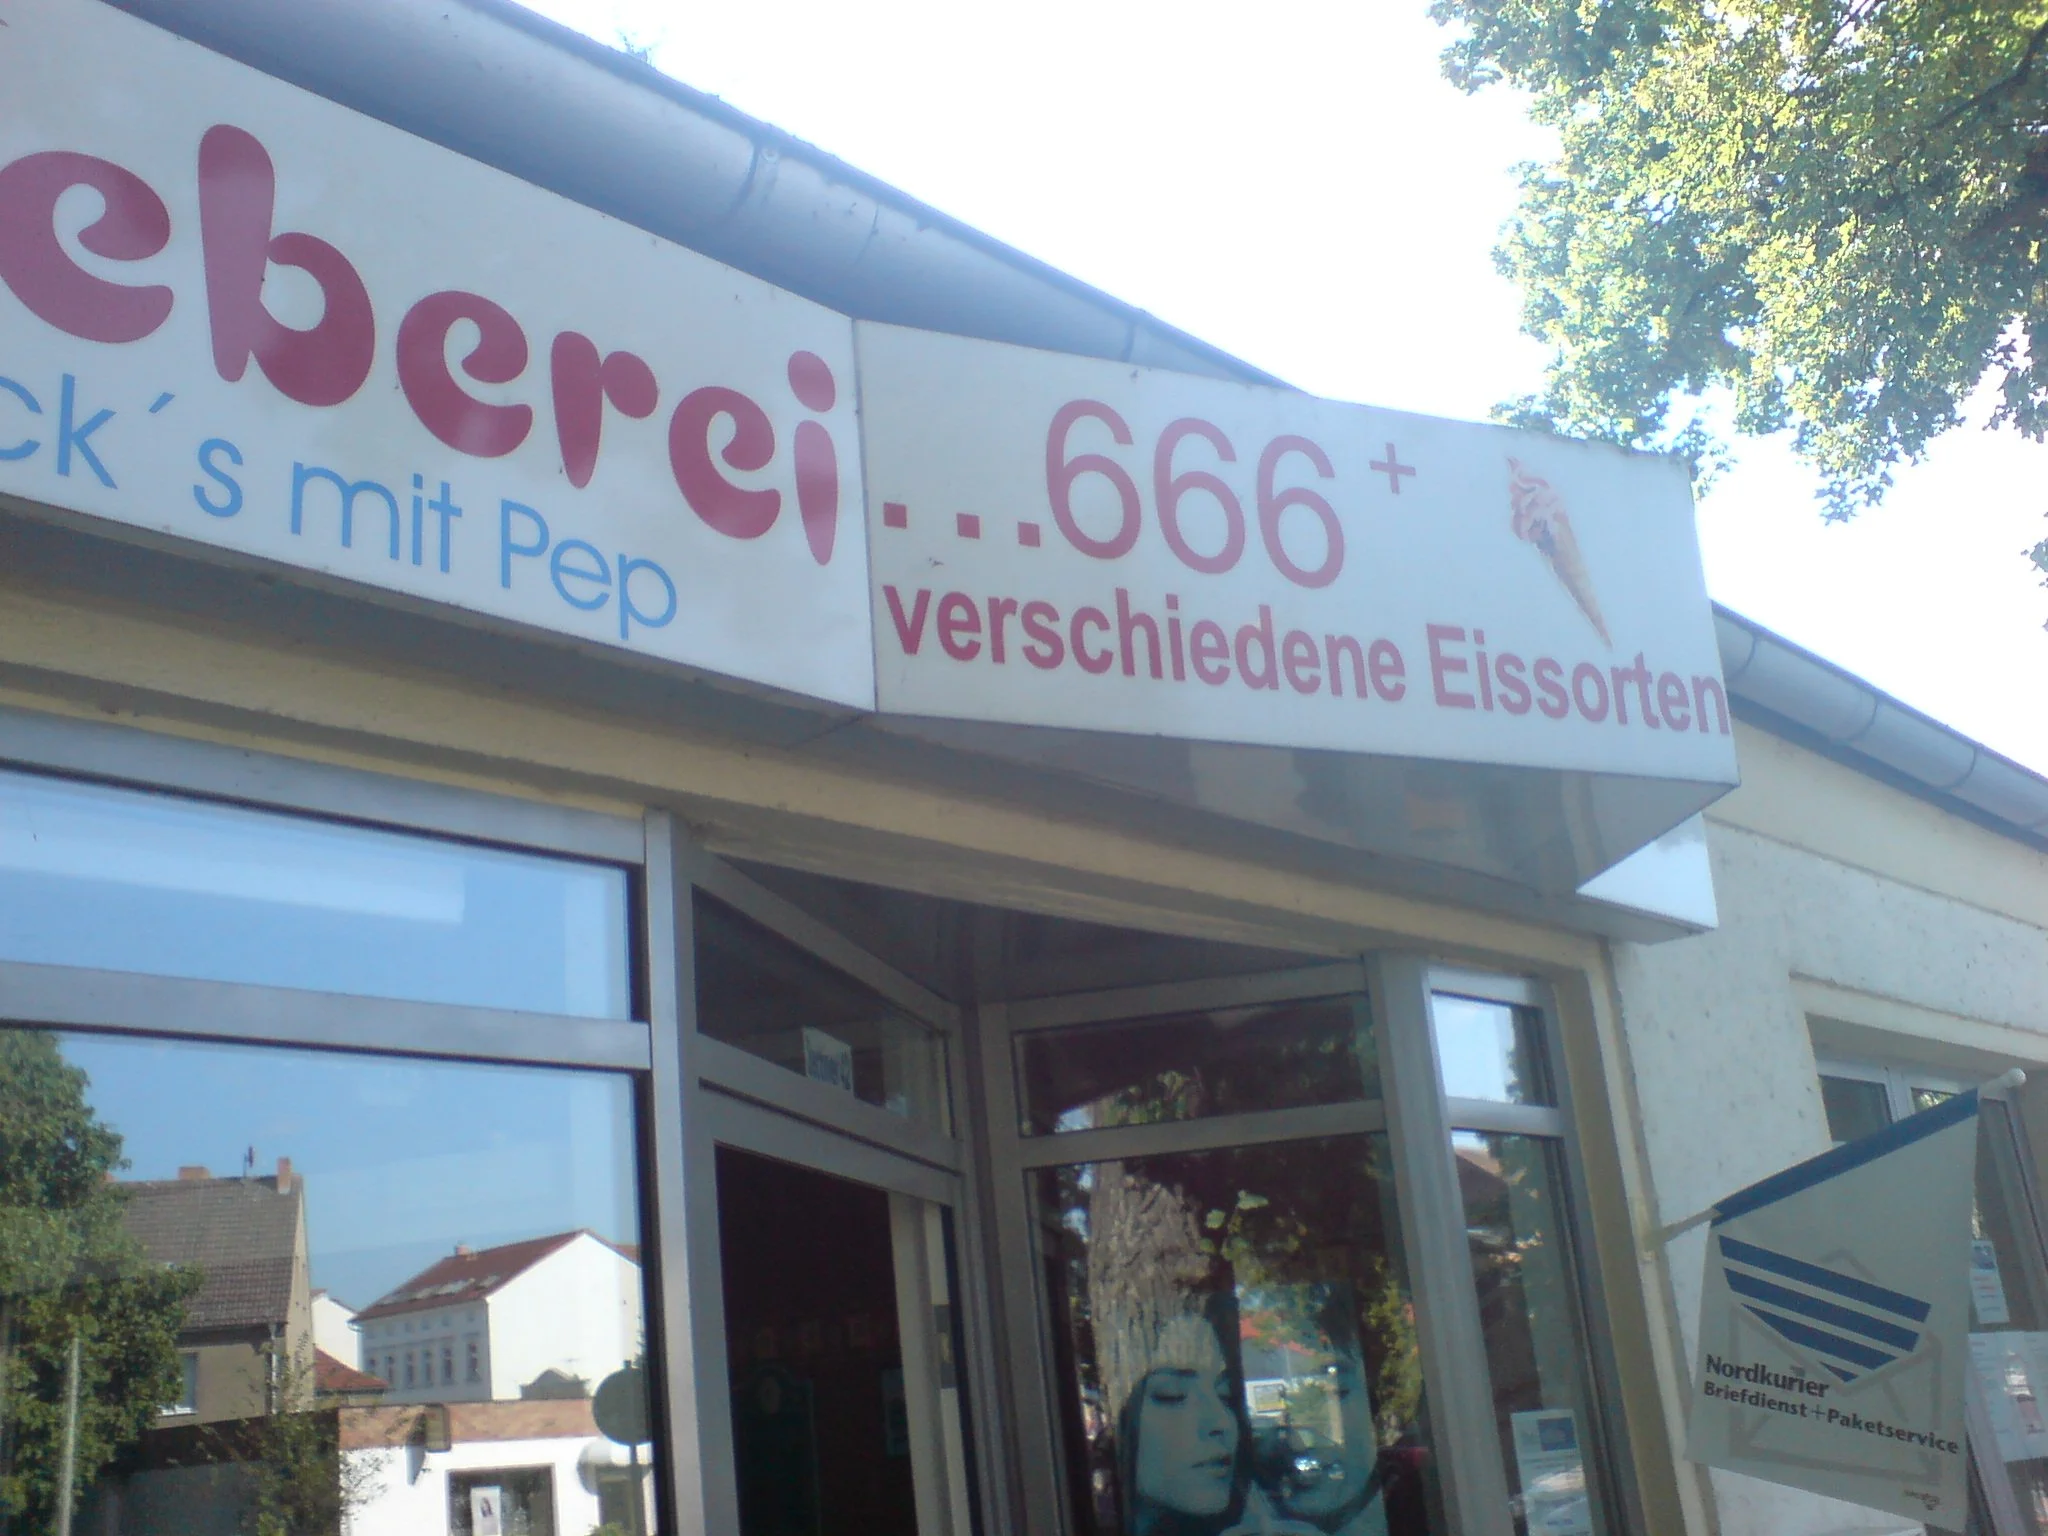 eberei
ck´s mit Pep
...666+
verschiedene Eissorten
Nordkurier
Briefdienst+Paketservice